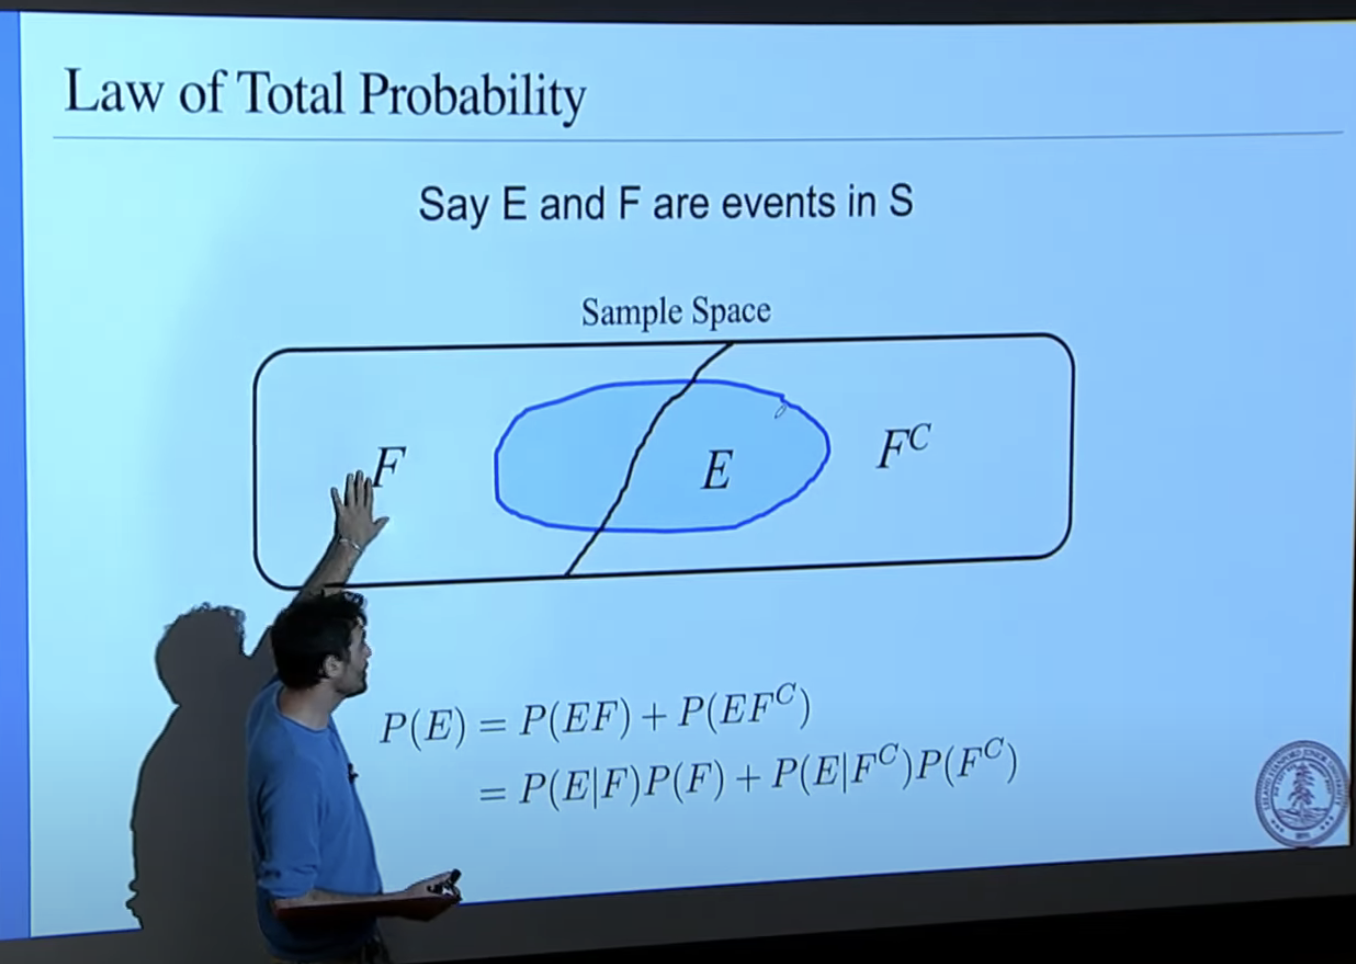 Law of Total Probability
Say E and F are events in S
Sample Space
F
E
F^C
P(E) = P(EF) + P(EF^C)
= P(E|F)P(F) + P(E|F^C)P(F^C)